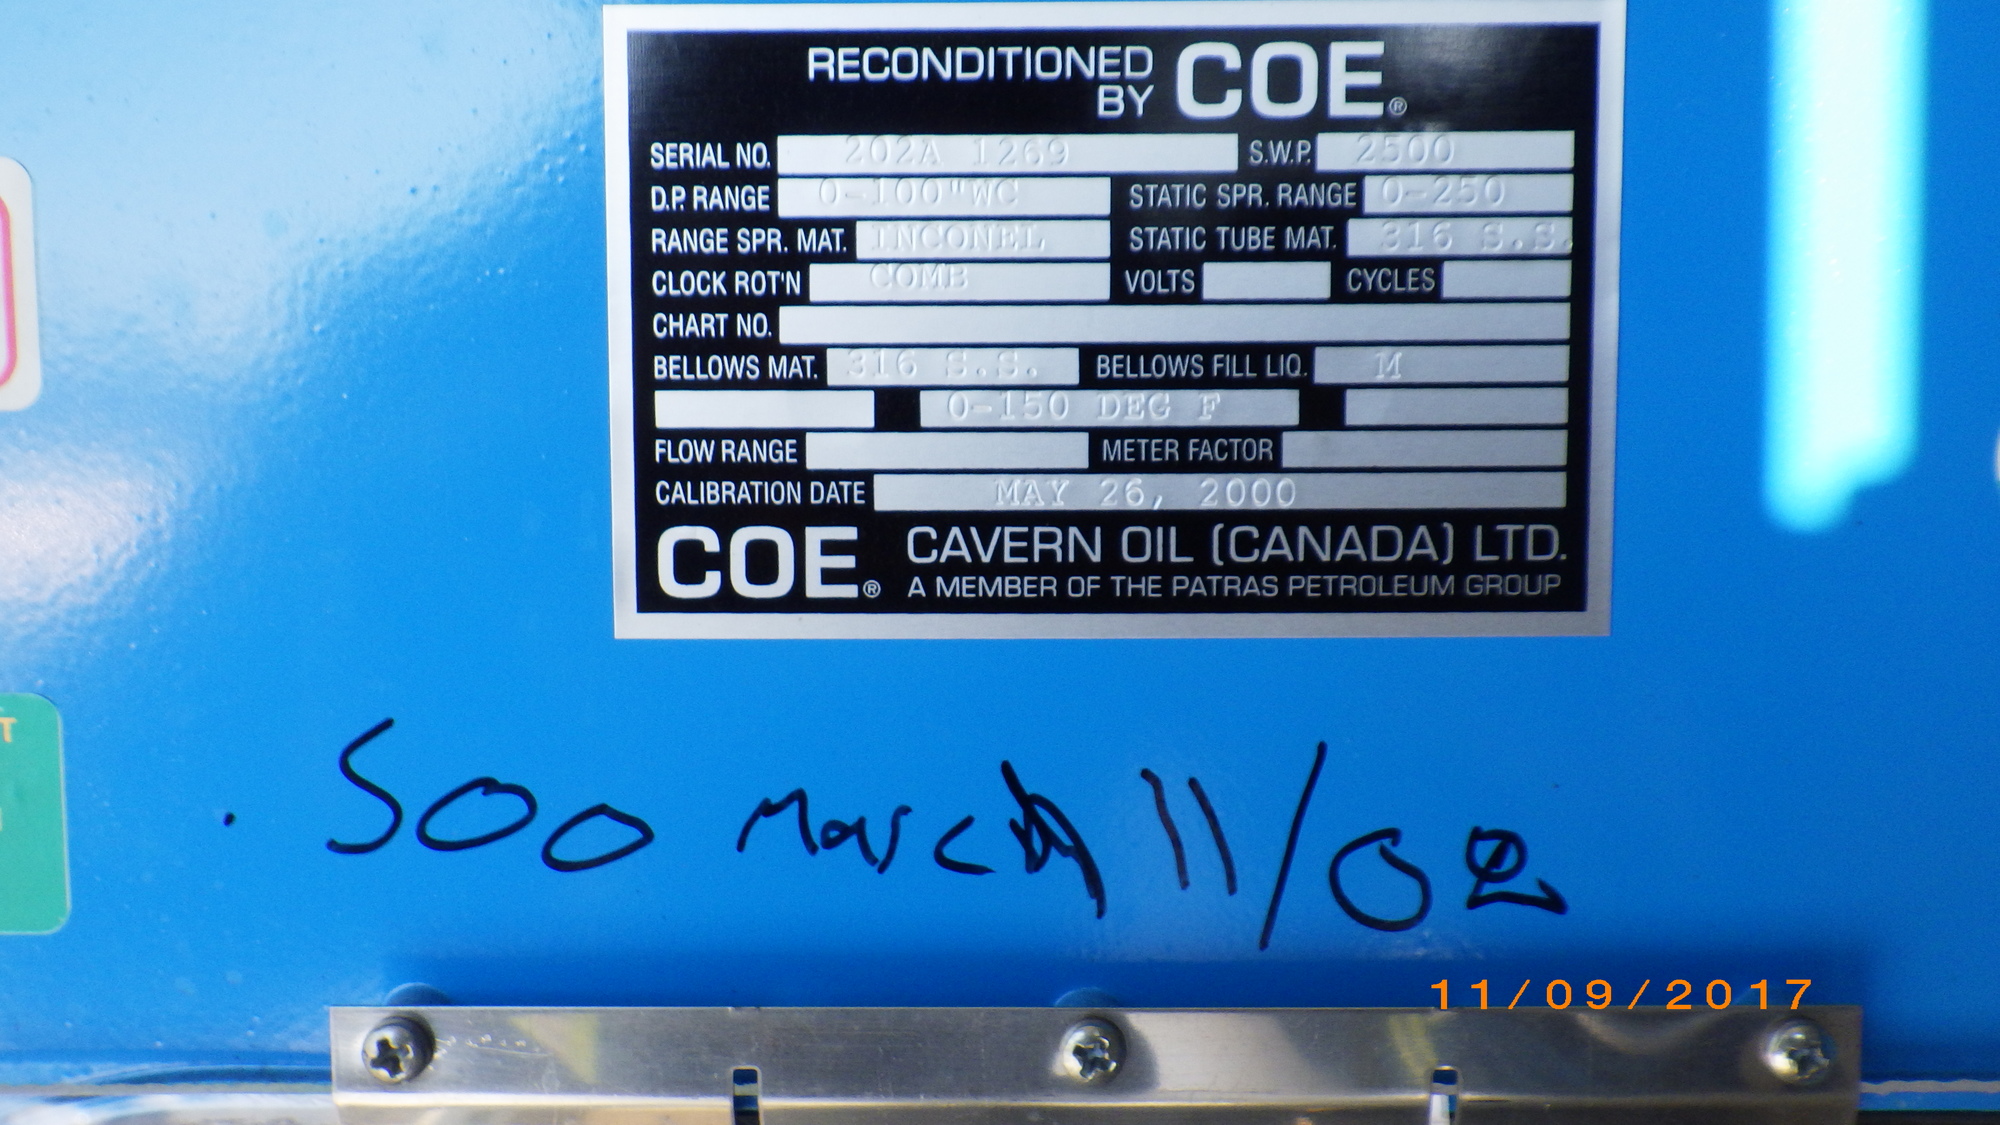 RECONDITIONED BY COE®
SERIAL NO. 202A 1269 S.W.P. 2500
D.P. RANGE 0-100"WC STATIC SPR. RANGE 0-250
RANGE SPR. MAT. INCONEL STATIC TUBE MAT. 316 S.S.
CLOCK ROT'N COMB VOLTS CYCLES
CHART NO.
BELLOWS MAT. 316 S.S. BELLOWS FILL LIQ. M
0-150 DEG F
FLOW RANGE METER FACTOR
CALIBRATION DATE MAY 26, 2000
COE® CAVERN OIL (CANADA) LTD.
A MEMBER OF THE PATRAS PETROLEUM GROUP
500 March 11/02
11/09/2017